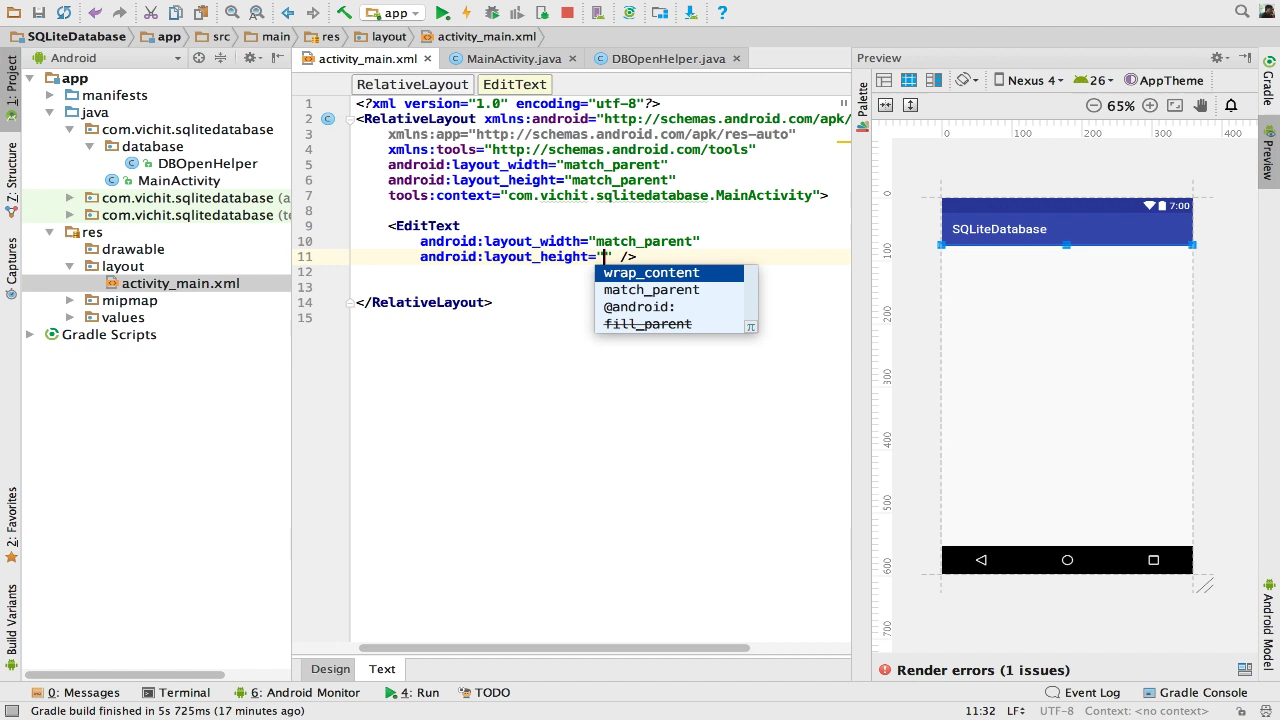 app
SQLiteDatabase app src main res layout activity_main.xml
1: Project
Z: Structure
Captures
2: Favorites
Build Variants
Android
app
manifests
java
com.vichit.sqlitedatabase
database
DBOpenHelper
MainActivity
com.vichit.sqlitedatabase (a
com.vichit.sqlitedatabase (te
res
drawable
layout
activity_main.xml
mipmap
values
Gradle Scripts
activity_main.xml MainActivity.java DBOpenHelper.java
RelativeLayout EditText
1 <?xml version="1.0" encoding="utf-8"?>
2 <RelativeLayout xmlns:android="http://schemas.android.com/apk/
3 xmlns:app="http://schemas.android.com/apk/res-auto"
4 xmlns:tools="http://schemas.android.com/tools"
5 android:layout_width="match_parent"
6 android:layout_height="match_parent"
7 tools:context="com.vichit.sqlitedatabase.MainActivity">
8
9 <EditText
10 android:layout_width="match_parent"
11 android:layout_height="" />
12
13
14 </RelativeLayout>
15
wrap_content
match_parent
@android:
fill_parent
π
Design Text
Preview
Palette
Nexus 4 26 AppTheme
65%
0 100 200 300 400
0
100
200
300
400
500
600
700
7:00
SQLiteDatabase
Render errors (1 issues)
Gradle
Preview
Android Model
0: Messages Terminal 6: Android Monitor 4: Run TODO Event Log Gradle Console
Gradle build finished in 5s 725ms (17 minutes ago) 11:32 LF UTF-8 Context: <no context>